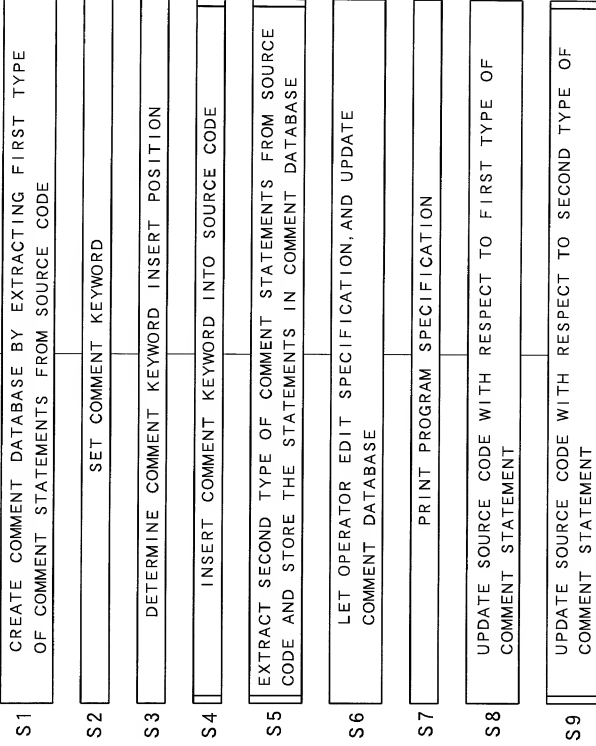 S1
CREATE COMMENT DATABASE BY EXTRACTING FIRST TYPE
OF COMMENT STATEMENTS FROM SOURCE CODE
S2
SET COMMENT KEYWORD
S3
DETERMINE COMMENT KEYWORD INSERT POSITION
S4
INSERT COMMENT KEYWORD INTO SOURCE CODE
S5
EXTRACT SECOND TYPE OF COMMENT STATEMENTS FROM SOURCE
CODE AND STORE THE STATEMENTS IN COMMENT DATABASE
S6
LET OPERATOR EDIT SPECIFICATION, AND UPDATE
COMMENT DATABASE
S7
PRINT PROGRAM SPECIFICATION
S8
UPDATE SOURCE CODE WITH RESPECT TO FIRST TYPE OF
COMMENT STATEMENT
S9
UPDATE SOURCE CODE WITH RESPECT TO SECOND TYPE OF
COMMENT STATEMENT